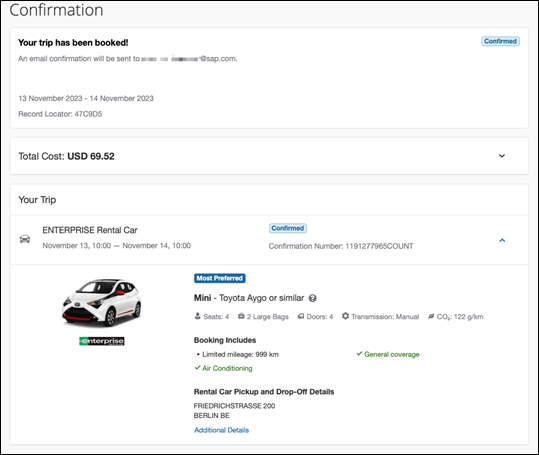 Confirmation
Your trip has been booked!
Confirmed
An email confirmation will be sent to @sap.com.
13 November 2023 - 14 November 2023
Record Locator: 47C9D5
Total Cost: USD 69.52
Your Trip
ENTERPRISE Rental Car
Confirmed
November 13, 10:00 — November 14, 10:00
Confirmation Number: 1191277965COUNT
Most Preferred
Mini - Toyota Aygo or similar
Seats: 4 2 Large Bags Doors: 4 Transmission: Manual CO₂: 122 g/km
enterprise
Booking Includes
• Limited mileage: 999 km
General coverage
Air Conditioning
Rental Car Pickup and Drop-Off Details
FRIEDRICHSTRASSE 200
BERLIN BE
Additional Details